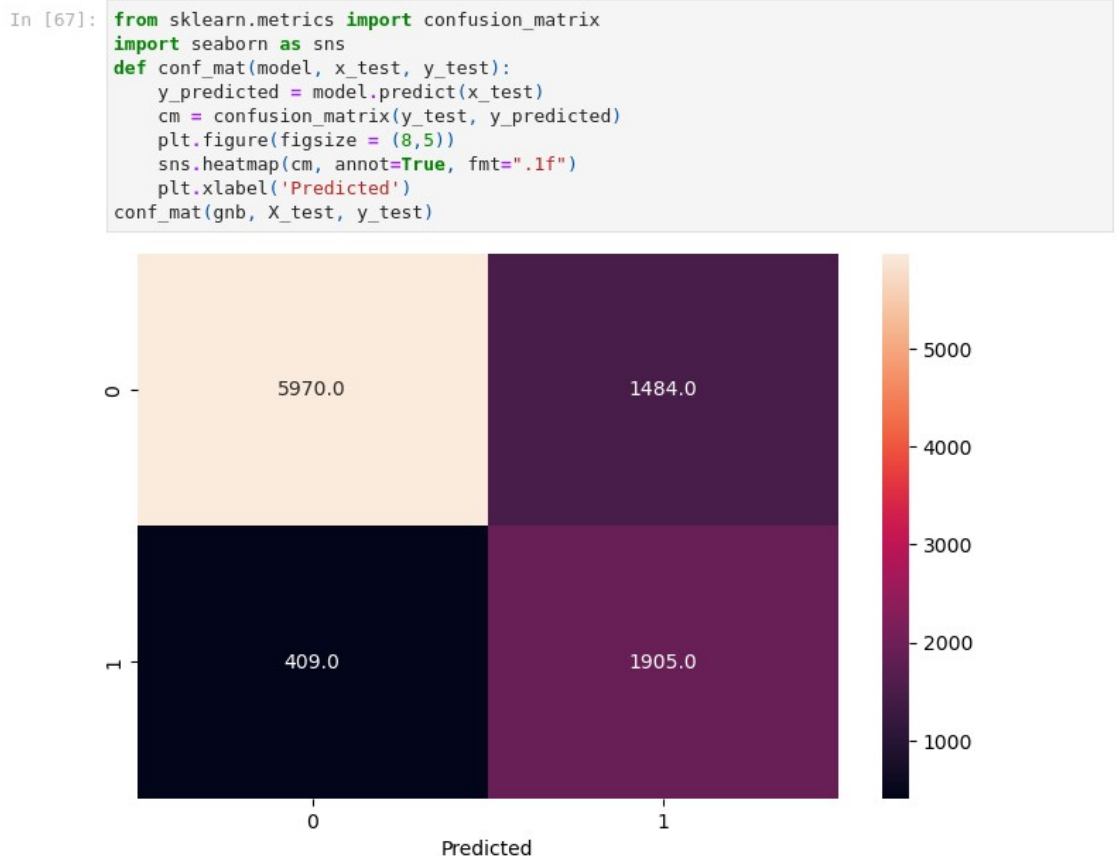 In [67]: from sklearn.metrics import confusion_matrix
import seaborn as sns
def conf_mat(model, x_test, y_test):
    y_predicted = model.predict(x_test)
    cm = confusion_matrix(y_test, y_predicted)
    plt.figure(figsize = (8,5))
    sns.heatmap(cm, annot=True, fmt=".1f")
    plt.xlabel('Predicted')
conf_mat(gnb, X_test, y_test)
5000
0 5970.0 1484.0
4000
3000
2000
1 409.0 1905.0
1000
0 1
Predicted